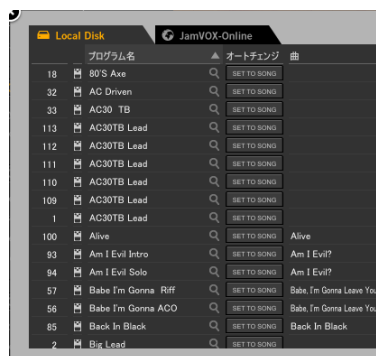 Local Disk JamVOX-Online
プログラム名 ▲ オートチェンジ 曲
18 80'S Axe SET TO SONG
32 AC Driven SET TO SONG
33 AC30 TB SET TO SONG
113 AC30TB Lead SET TO SONG
112 AC30TB Lead SET TO SONG
111 AC30TB Lead SET TO SONG
110 AC30TB Lead SET TO SONG
109 AC30TB Lead SET TO SONG
1 AC30TB Lead SET TO SONG
100 Alive SET TO SONG Alive
93 Am I Evil Intro SET TO SONG Am I Evil?
94 Am I Evil Solo SET TO SONG Am I Evil?
57 Babe I'm Gonna Riff SET TO SONG Babe, I'm Gonna Leave You
56 Babe I'm Gonna ACO SET TO SONG Babe, I'm Gonna Leave You
85 Back In Black SET TO SONG Back In Black
2 Big Lead SET TO SONG